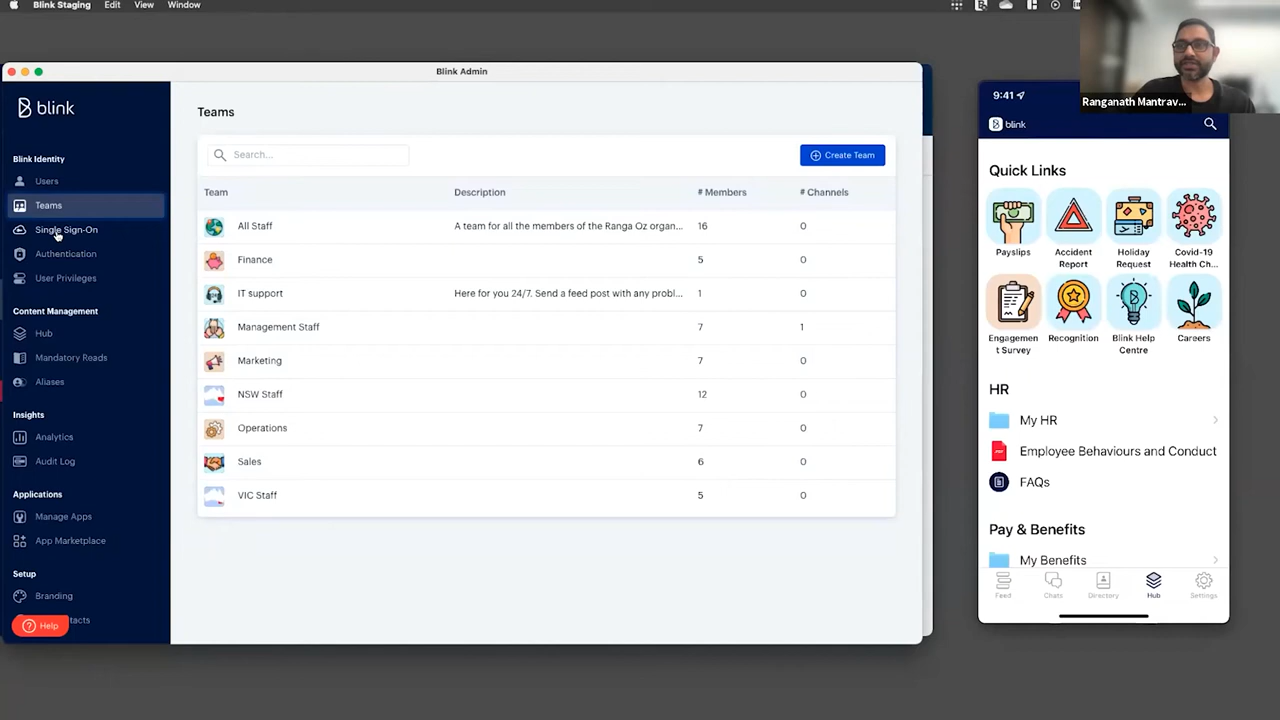 Blink Staging Edit View Window
Blink Admin
blink
Blink Identity
Users
Teams
Single Sign-On
Authentication
User Privileges
Content Management
Hub
Mandatory Reads
Aliases
Insights
Analytics
Audit Log
Applications
Manage Apps
App Marketplace
Setup
Branding
tacts
Help
Teams
Search...
Create Team
Team Description # Members # Channels
All Staff A team for all the members of the Ranga Oz organ... 16 0
Finance 5 0
IT support Here for you 24/7. Send a feed post with any probl... 1 0
Management Staff 7 1
Marketing 7 0
NSW Staff 12 0
Operations 7 0
Sales 6 0
VIC Staff 5 0
Ranganath Mantrav...
9:41
blink
Quick Links
Payslips
Accident
Report
Holiday
Request
Covid-19
Health Ch...
Engagemen
t Survey
Recognition
Blink Help
Centre
Careers
HR
My HR
Employee Behaviours and Conduct
FAQs
Pay & Benefits
My Benefits
Feed Chats Directory Hub Settings